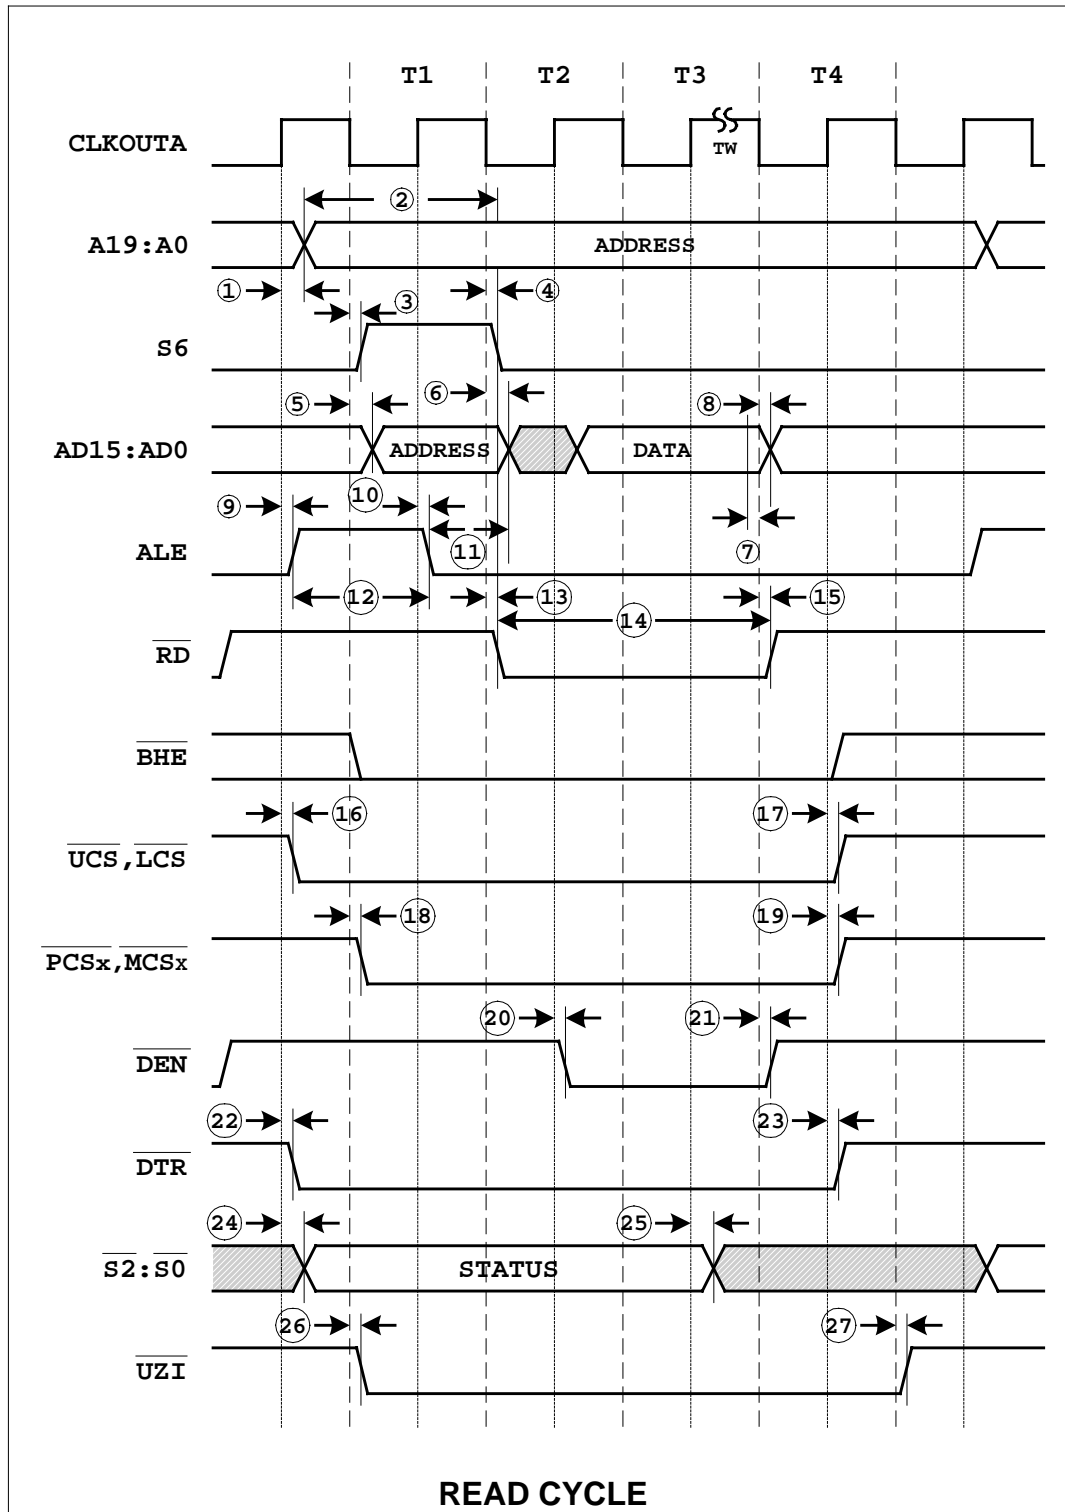 T1 T2 T3 T4
CLKOUTA
TW
2
A19:A0 ADDRESS
1 3 4
S6
5 6 8
AD15:AD0 ADDRESS DATA
9 10
ALE 11 7
12 13 14 15
RD
BHE
16 17
UCS,LCS
18 19
PCSx,MCSx
20 21
DEN
22 23
DTR
24 25
S2:S0 STATUS
26 27
UZI
READ CYCLE